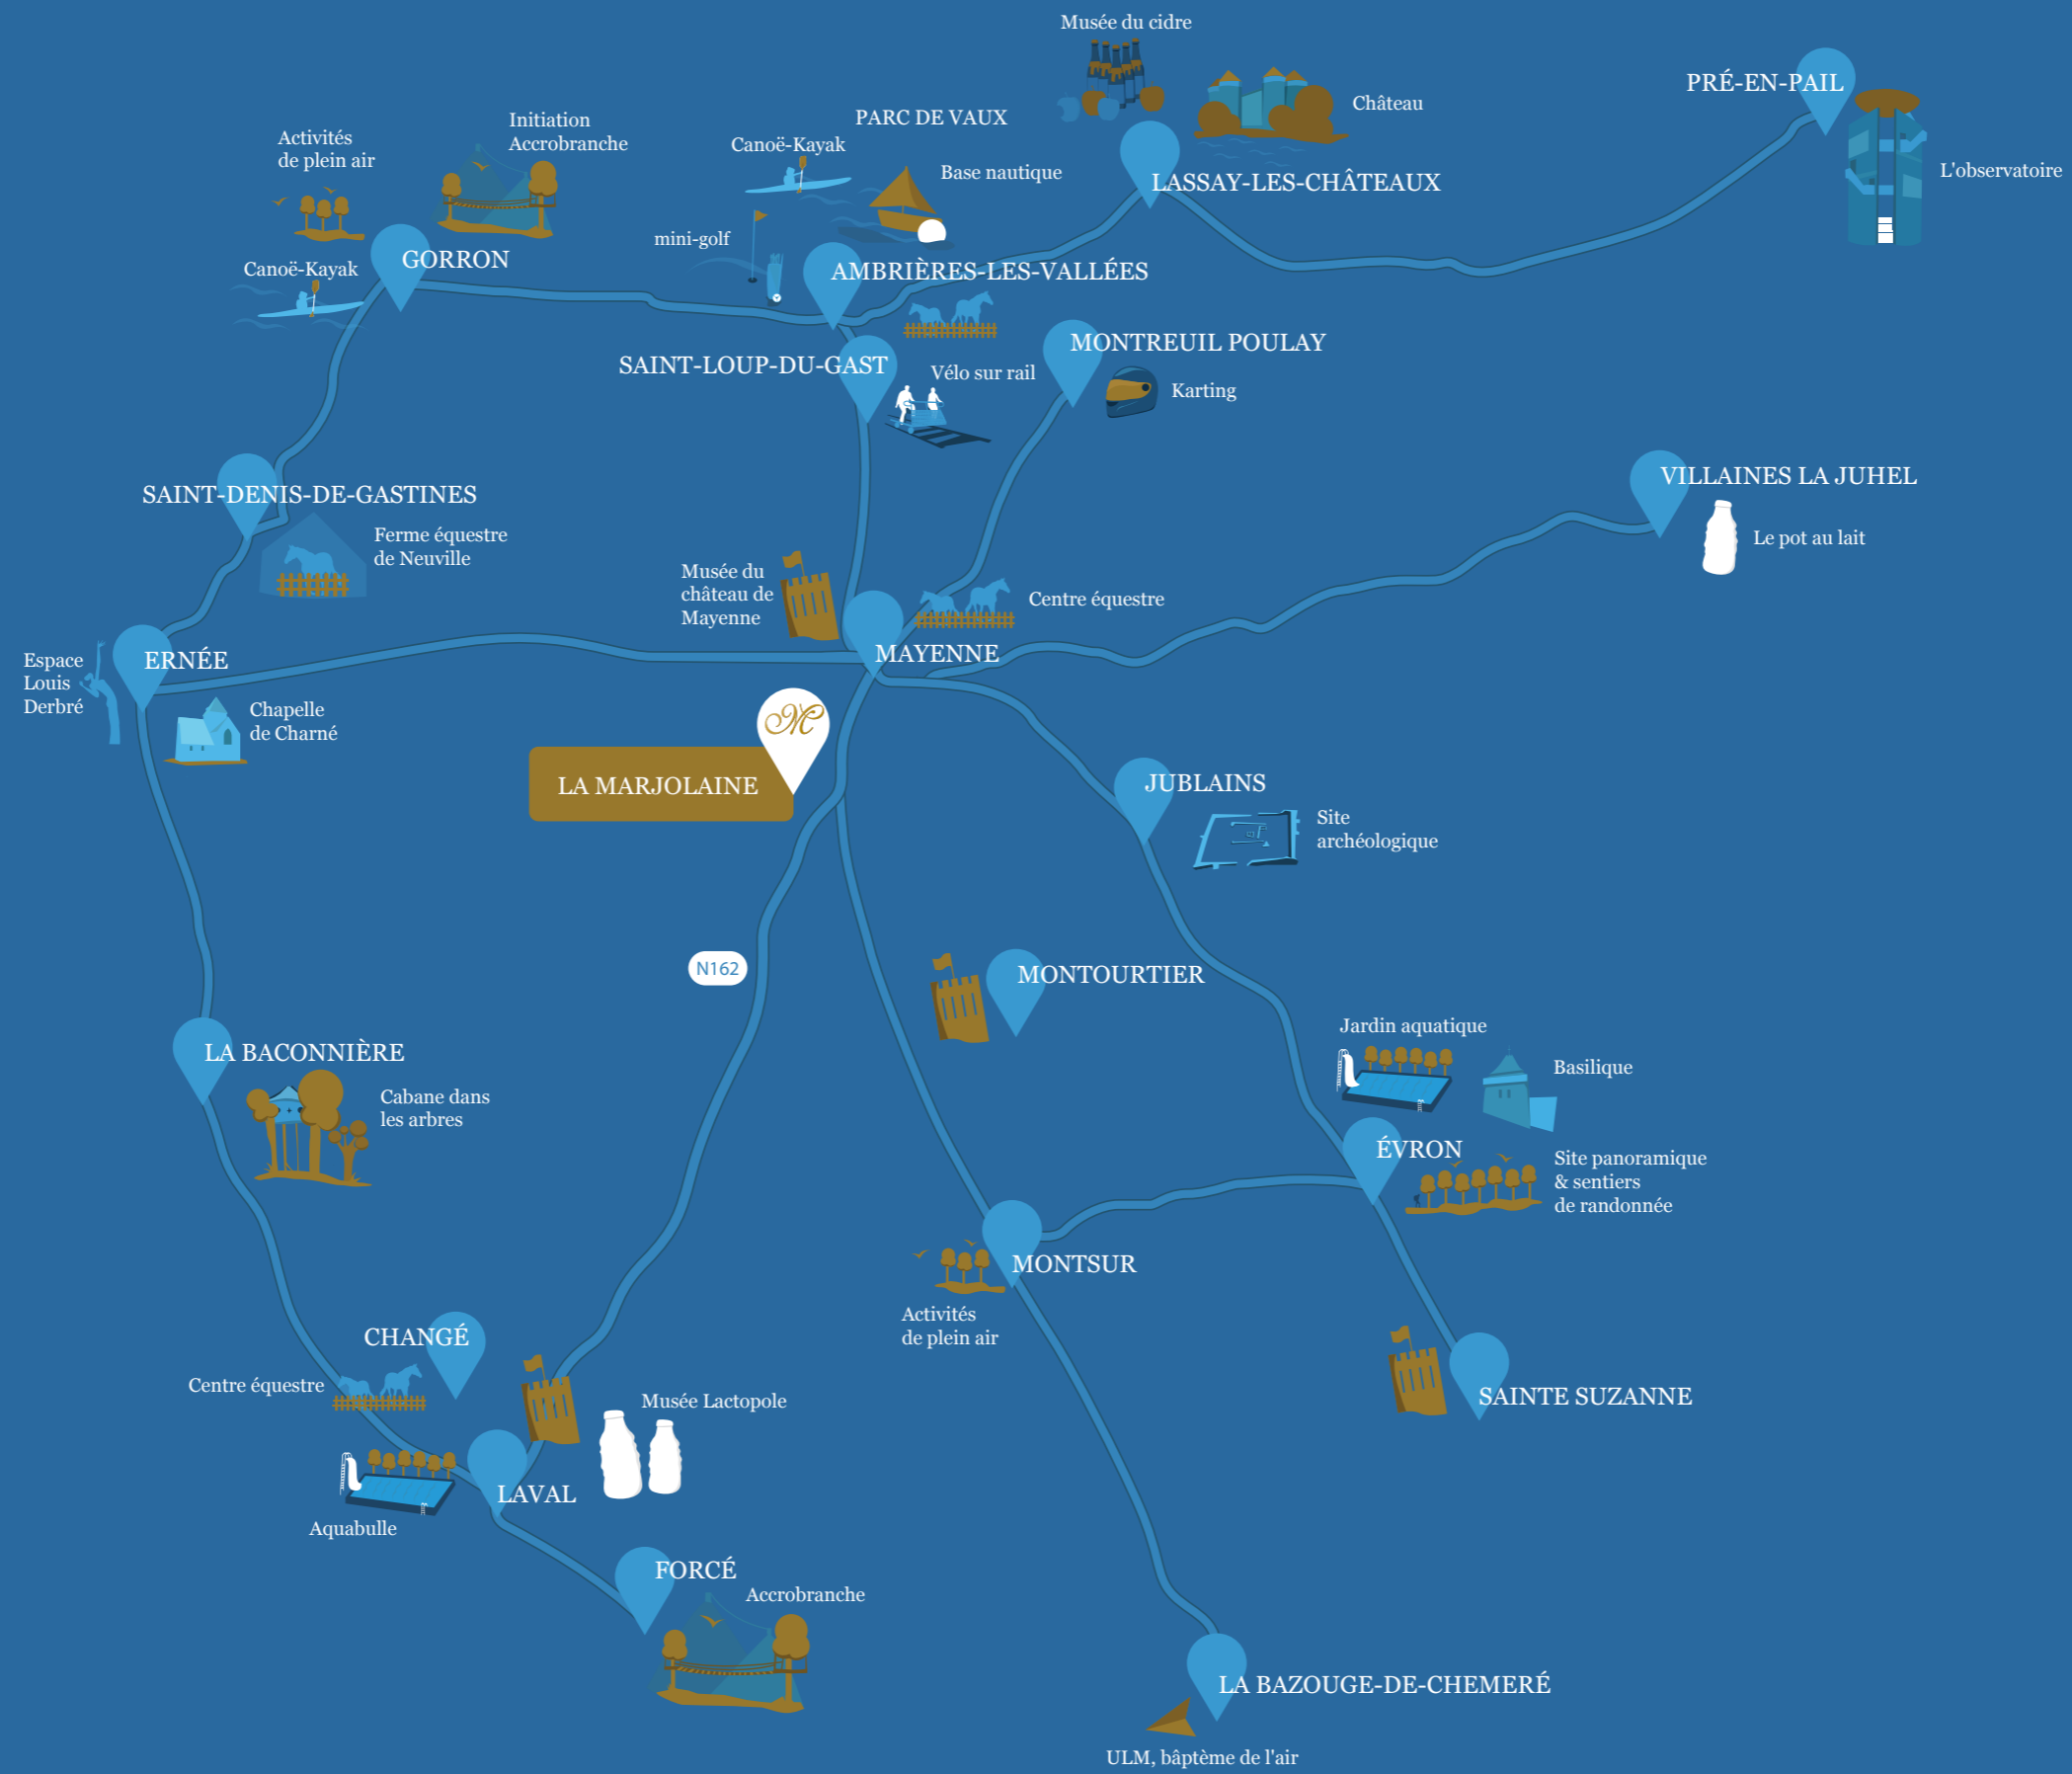 Musée du cidre
Château
PRÉ-EN-PAIL
L'observatoire
LASSAY-LES-CHÂTEAUX
PARC DE VAUX
Canoë-Kayak
Base nautique
mini-golf
AMBRIÈRES-LES-VALLÉES
Activités
de plein air
Initiation
Accrobranche
Canoë-Kayak
GORRON
SAINT-LOUP-DU-GAST
Vélo sur rail
MONTREUIL POULAY
Karting
SAINT-DENIS-DE-GASTINES
Ferme équestre
de Neuville
VILLAINES LA JUHEL
Le pot au lait
Musée du
château de
Mayenne
Centre équestre
MAYENNE
ERNÉE
Espace
Louis
Derbré
Chapelle
de Charné
M
LA MARJOLAINE
JUBLAINS
Site
archéologique
N162
MONTOURTIER
LA BACONNIÈRE
Cabane dans
les arbres
Jardin aquatique
Basilique
ÉVRON
Site panoramique
& sentiers
de randonnée
MONTSUR
Activités
de plein air
CHANGÉ
Centre équestre
Musée Lactopole
SAINTE SUZANNE
LAVAL
Aquabulle
FORCÉ
Accrobranche
LA BAZOUGE-DE-CHEMERÉ
ULM, bâptème de l'air